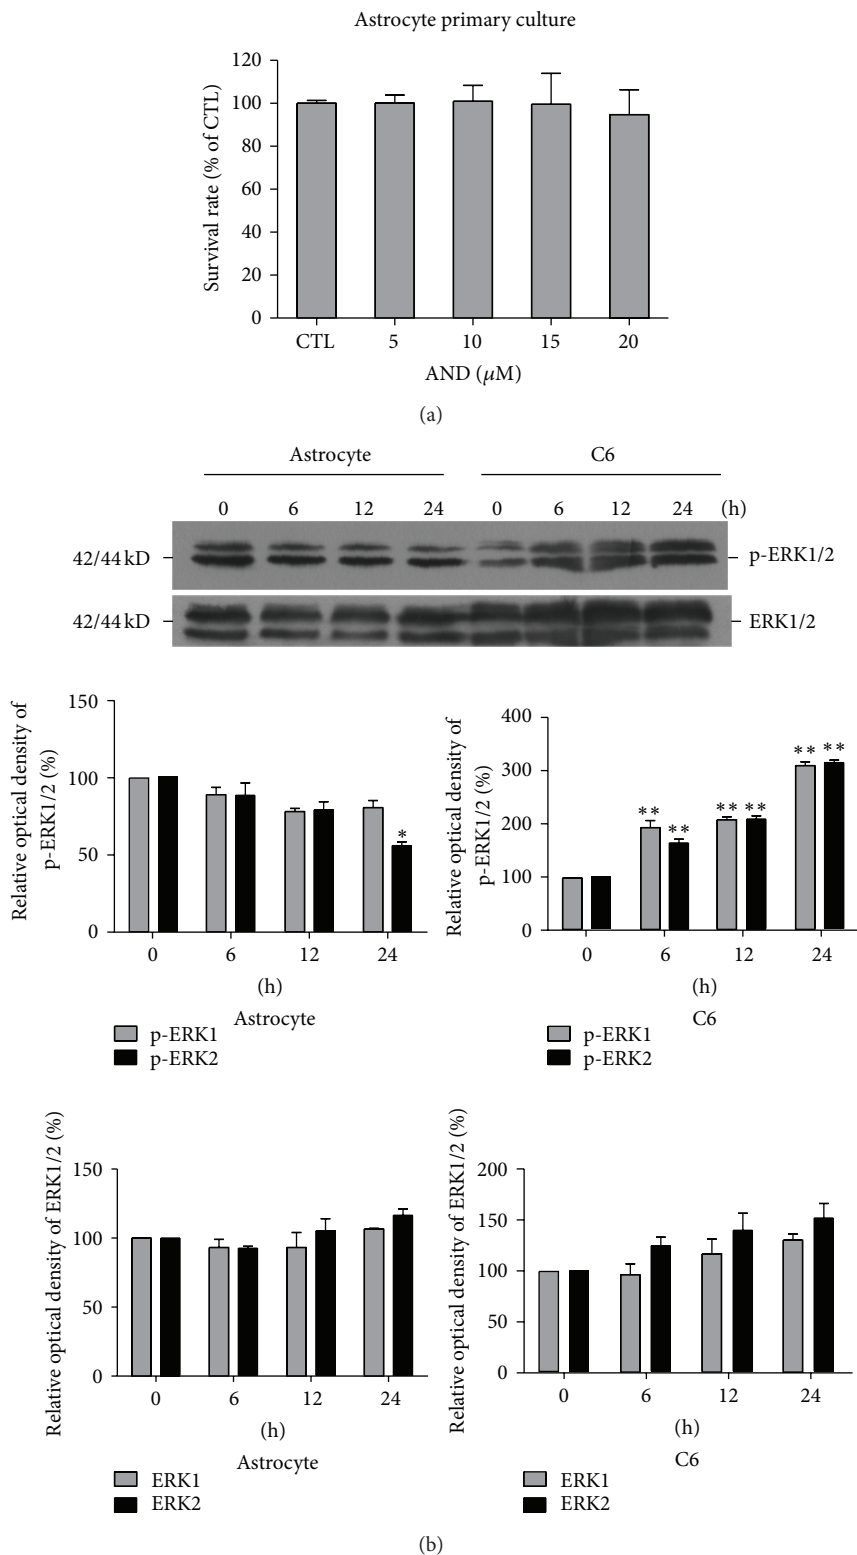 Astrocyte primary culture
Survival rate (% of CTL)
120
100
80
60
40
20
0
CTL 5 10 15 20
AND (μM)
(a)
Astrocyte C6
0 6 12 24 0 6 12 24 (h)
42/44 kD p-ERK1/2
42/44 kD ERK1/2
Relative optical density of
p-ERK1/2 (%)
150
100
50
0
*
0 6 12 24
(h)
Astrocyte
p-ERK1
p-ERK2
Relative optical density of
p-ERK1/2 (%)
400
300
200
100
0
** ** ** ** ** **
0 6 12 24
(h)
C6
p-ERK1
p-ERK2
Relative optical density of ERK1/2 (%)
150
100
50
0
0 6 12 24
(h)
Astrocyte
ERK1
ERK2
Relative optical density of ERK1/2 (%)
200
150
100
50
0
0 6 12 24
(h)
C6
ERK1
ERK2
(b)